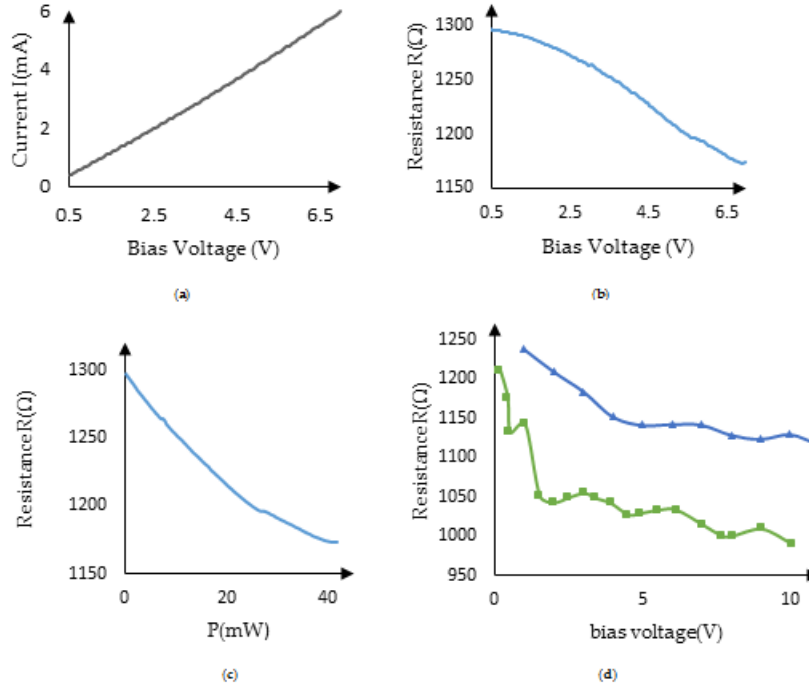 Current I(mA)
6
4
2
0
0.5 2.5 4.5 6.5
Bias Voltage (V)
(a)
Resistance R(Ω)
1300
1250
1200
1150
0.5 2.5 4.5 6.5
Bias Voltage (V)
(b)
Resistance R(Ω)
1300
1250
1200
1150
0 20 40
P(mW)
(c)
Resistance R(Ω)
1250
1200
1150
1100
1050
1000
950
0 5 10
bias voltage(V)
(d)